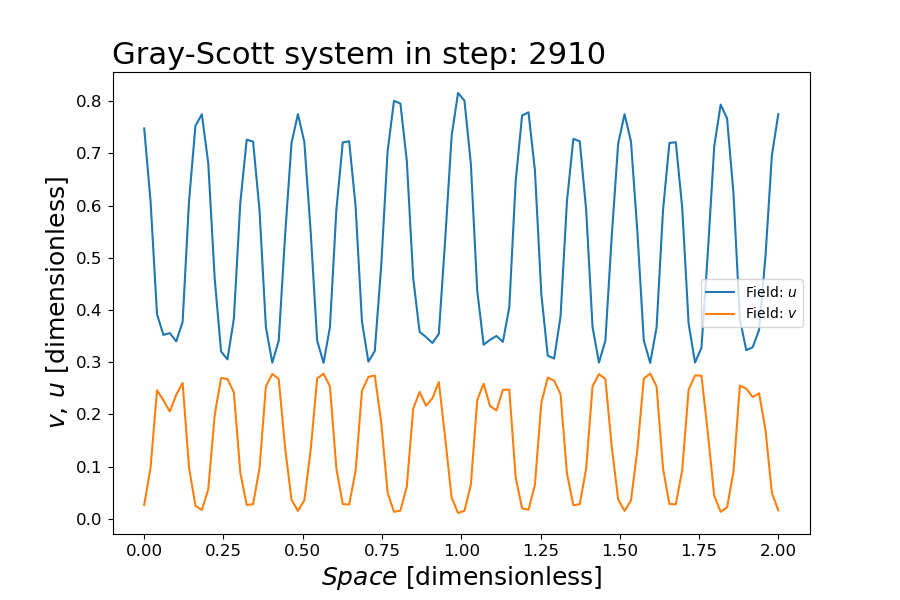 Gray-Scott system in step: 2910
v, u [dimensionless]
0.8
0.7
0.6
0.5
0.4
0.3
0.2
0.1
0.0
Field: u
Field: v
0.00 0.25 0.50 0.75 1.00 1.25 1.50 1.75 2.00
Space [dimensionless]